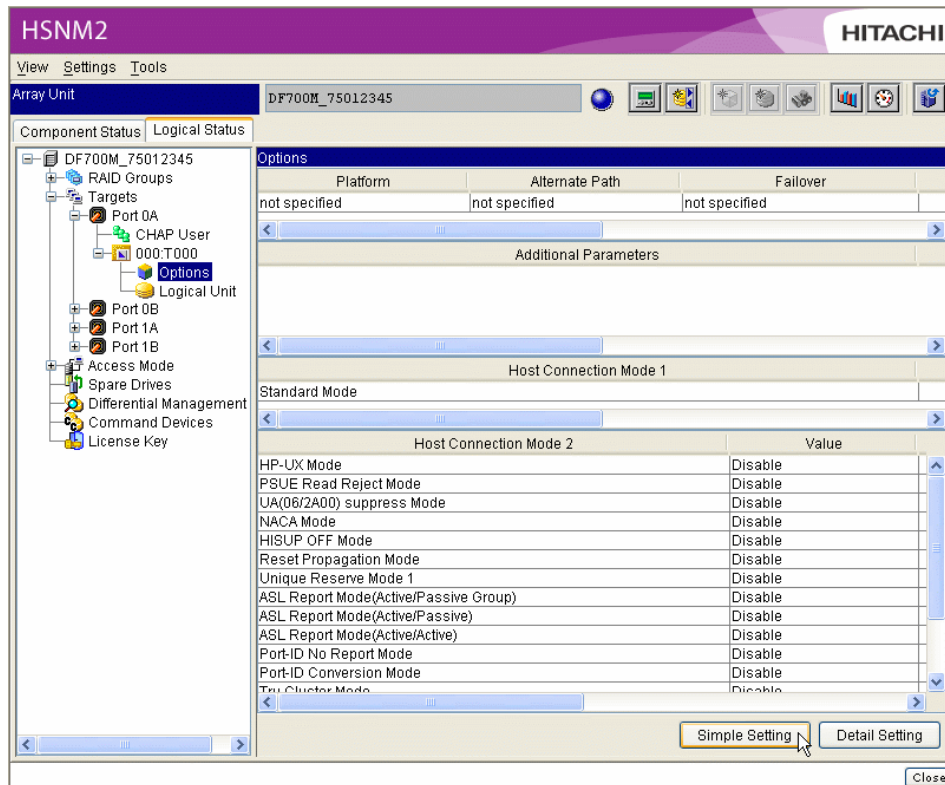 HSNM2
HITACHI
View Settings Tools
Array Unit
DF700M_75012345
Component Status Logical Status
DF700M_75012345
RAID Groups
Targets
Port 0A
CHAP User
000:T000
Options
Logical Unit
Port 0B
Port 1A
Port 1B
Access Mode
Spare Drives
Differential Management
Command Devices
License Key
Options
Platform Alternate Path Failover
not specified not specified not specified
Additional Parameters
Host Connection Mode 1
Standard Mode
Host Connection Mode 2 Value
HP-UX Mode Disable
PSUE Read Reject Mode Disable
UA(06/2A00) suppress Mode Disable
NACA Mode Disable
HISUP OFF Mode Disable
Reset Propagation Mode Disable
Unique Reserve Mode 1 Disable
ASL Report Mode(Active/Passive Group) Disable
ASL Report Mode(Active/Passive) Disable
ASL Report Mode(Active/Active) Disable
Port-ID No Report Mode Disable
Port-ID Conversion Mode Disable
Tru Cluster Mode Disable
Simple Setting Detail Setting
Close